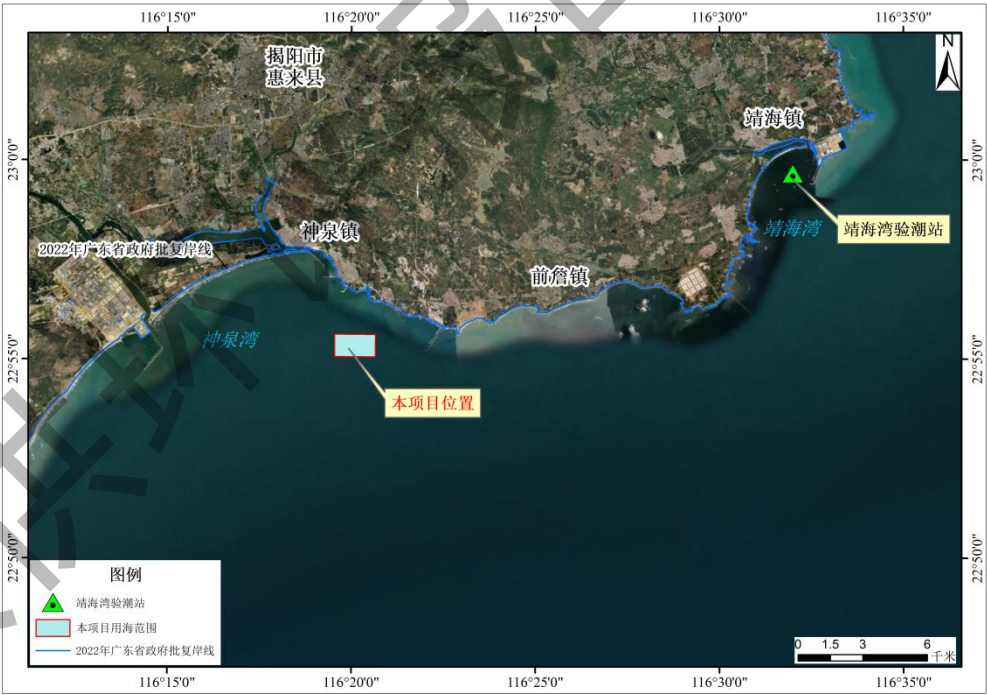 116°15'0" 116°20'0" 116°25'0" 116°30'0" 116°35'0"
揭阳市
惠来县
靖海镇
23°0'0" 23°0'0"
靖海湾
靖海湾验潮站
神泉镇
2022年广东省政府批复岸线
前詹镇
神泉湾
22°55'0" 22°55'0"
本项目位置
22°50'0" 22°50'0"
图例
靖海湾验潮站
本项目用海范围
2022年广东省政府批复岸线
N
0 1.5 3 6
千米
116°15'0" 116°20'0" 116°25'0" 116°30'0" 116°35'0"